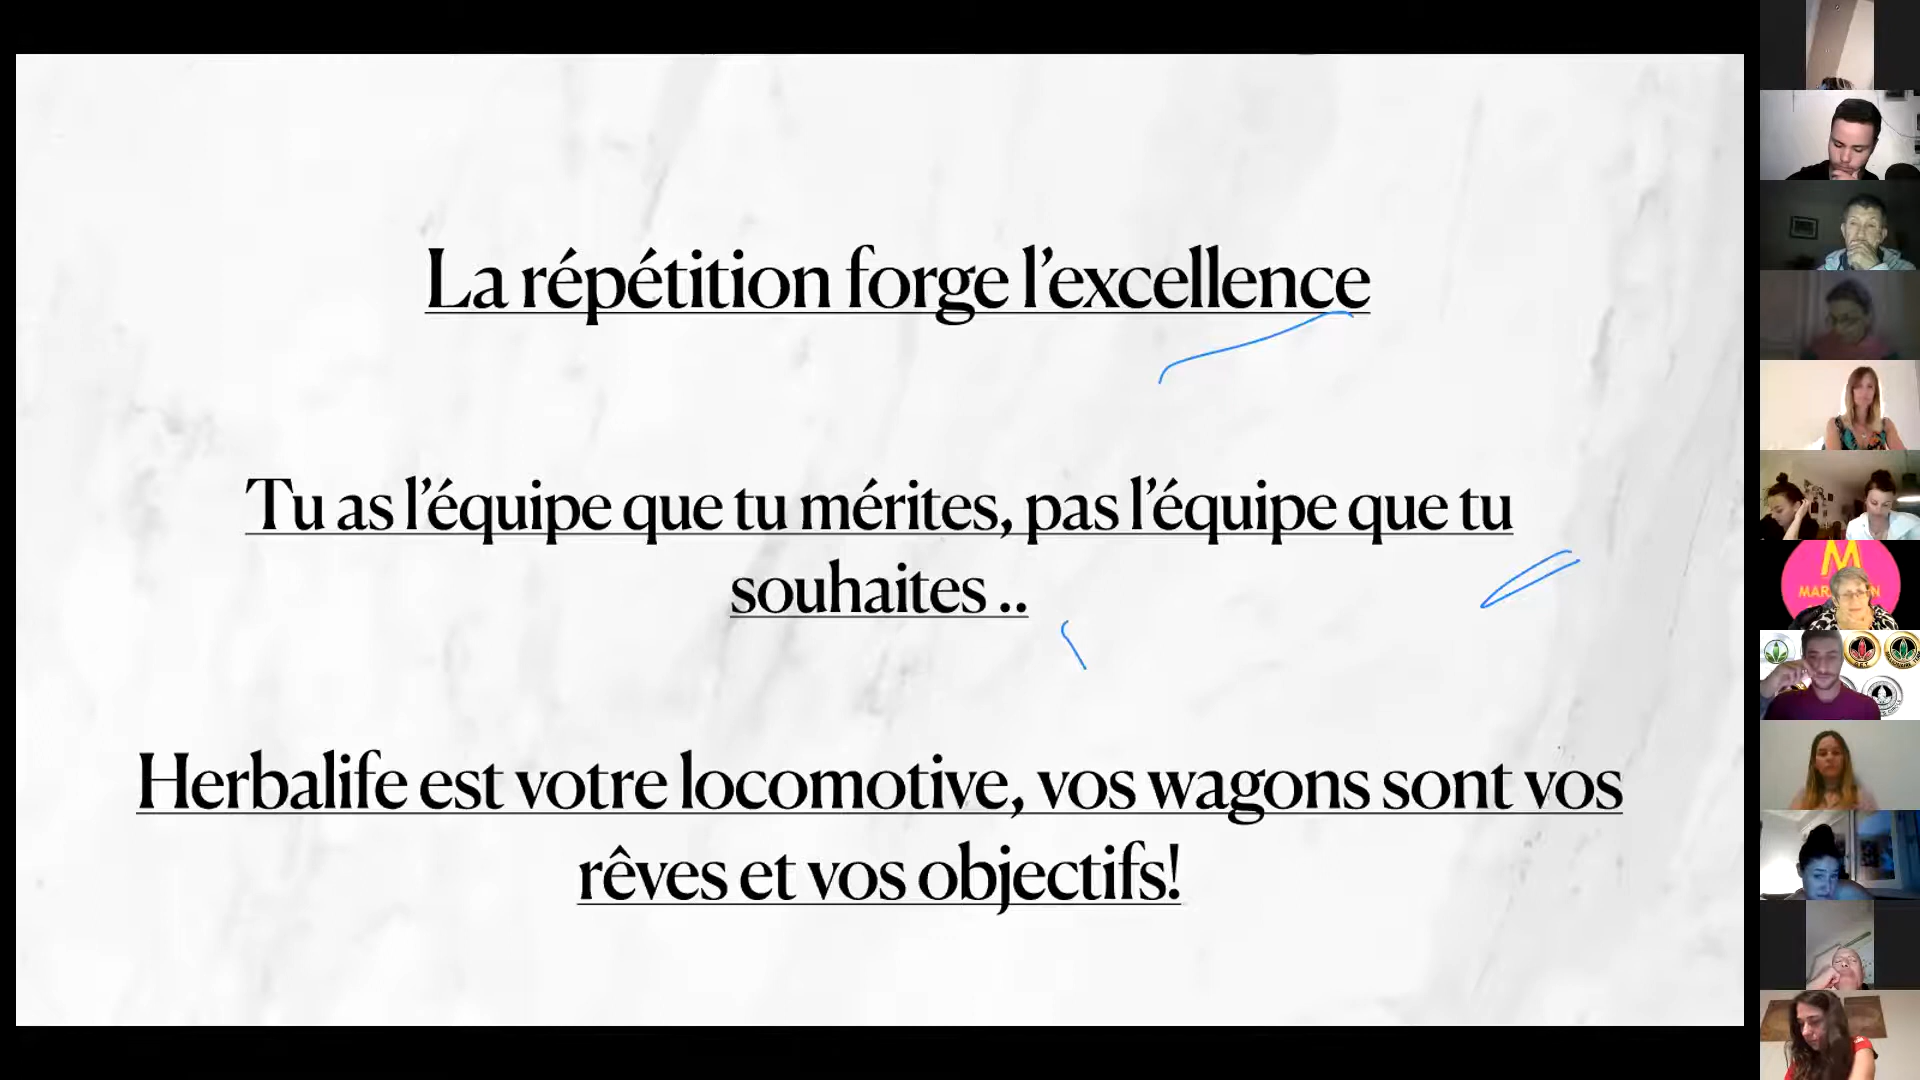 La répétition forge l’excellence
Tu as l’équipe que tu mérites, pas l’équipe que tu
souhaites ..
Herbalife est votre locomotive, vos wagons sont vos
rêves et vos objectifs!
M